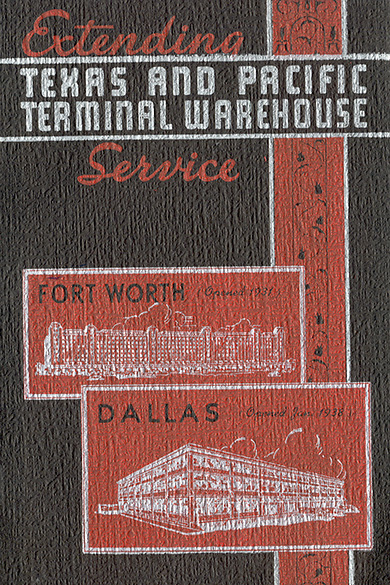 Extending
TEXAS AND PACIFIC
TERMINAL WAREHOUSE
Service
FORT WORTH (Opened 1931)
DALLAS (Opened Jan. 1938)